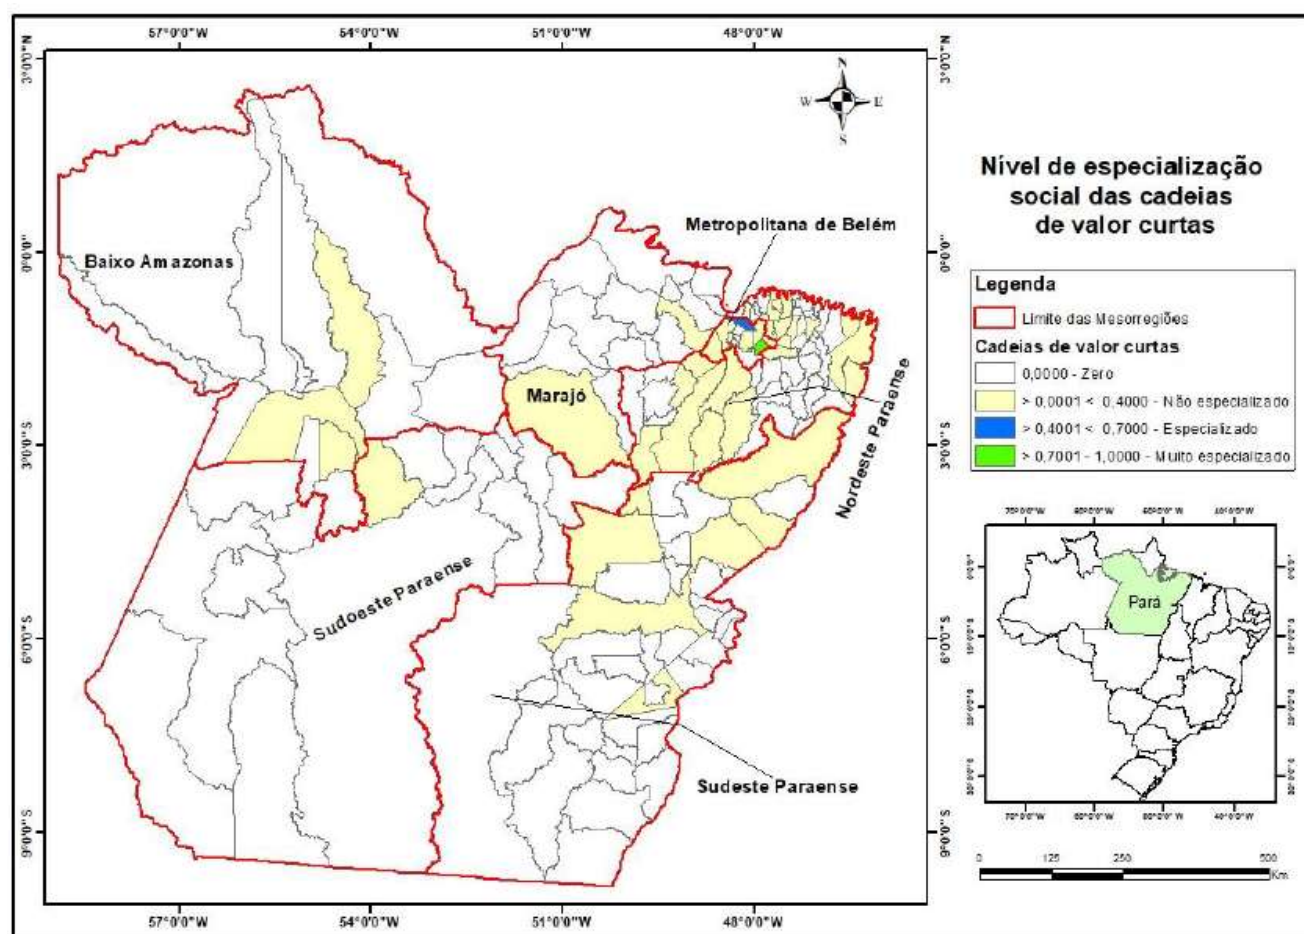 57°0'0"W 54°0'0"W 51°0'0"W 48°0'0"W
3°0'0"N
0°0'0"
3°0'0"S
6°0'0"S
9°0'0"S
N
W E
S
Metropolitana de Belém
Baixo Amazonas
Marajó
Nordeste Paraense
Sudoeste Paraense
Sudeste Paraense
57°0'0"W 54°0'0"W 51°0'0"W 48°0'0"W
3°0'0"N
0°0'0"
3°0'0"S
6°0'0"S
9°0'0"S
Nível de especialização
social das cadeias
de valor curtas
Legenda
Limite das Mesorregiões
Cadeias de valor curtas
0,0000 - Zero
> 0,0001 < 0,4000 - Não especializado
> 0,4001 < 0,7000 - Especializado
> 0,7001 - 1,0000 - Muito especializado
Pará
0 125 250 500
Km